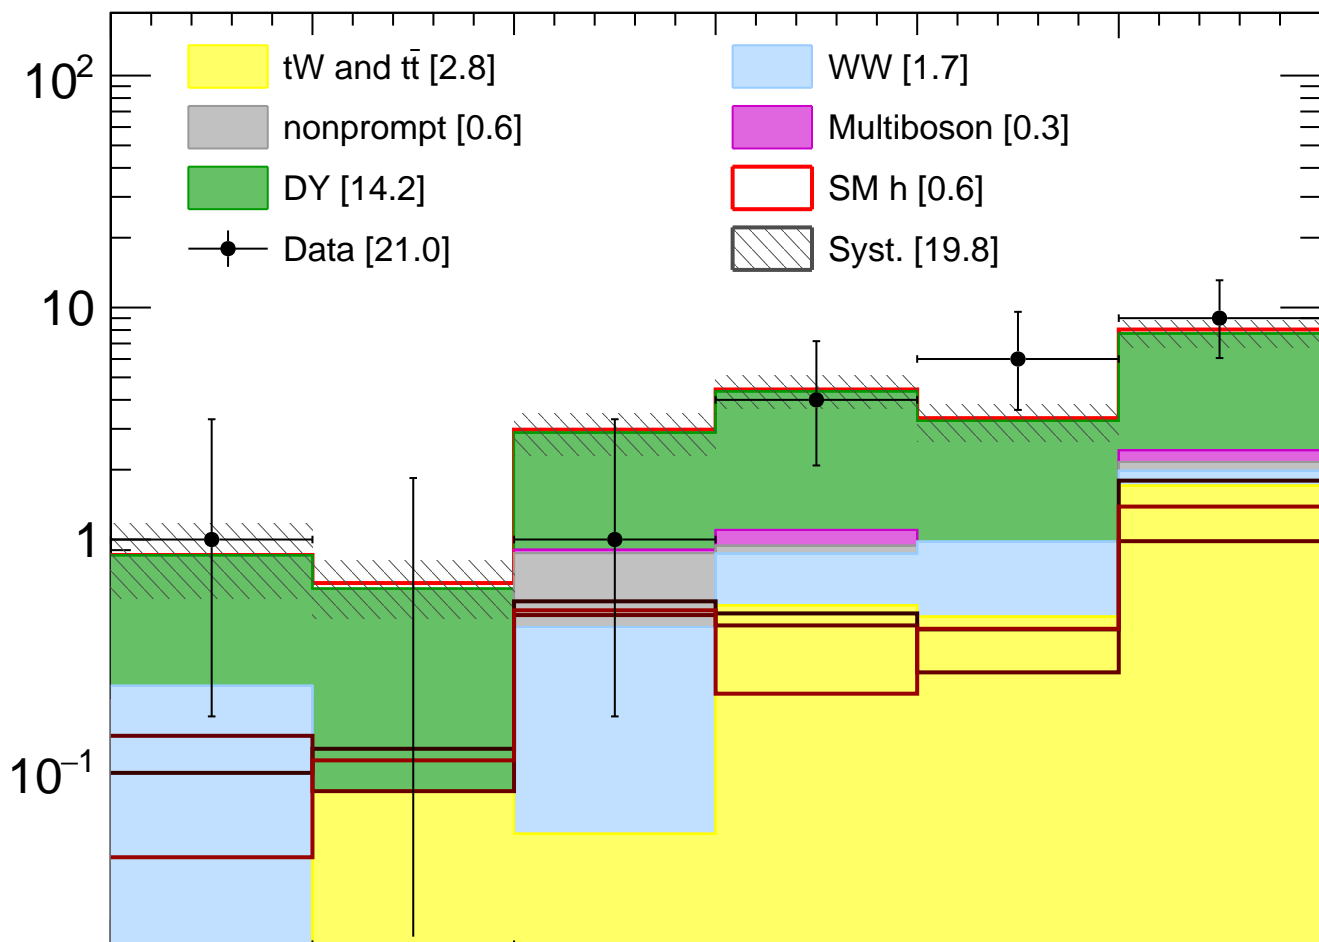 10²
10
1
10⁻¹
tW and tt̄ [2.8]
WW [1.7]
nonprompt [0.6]
Multiboson [0.3]
DY [14.2]
SM h [0.6]
Data [21.0]
Syst. [19.8]